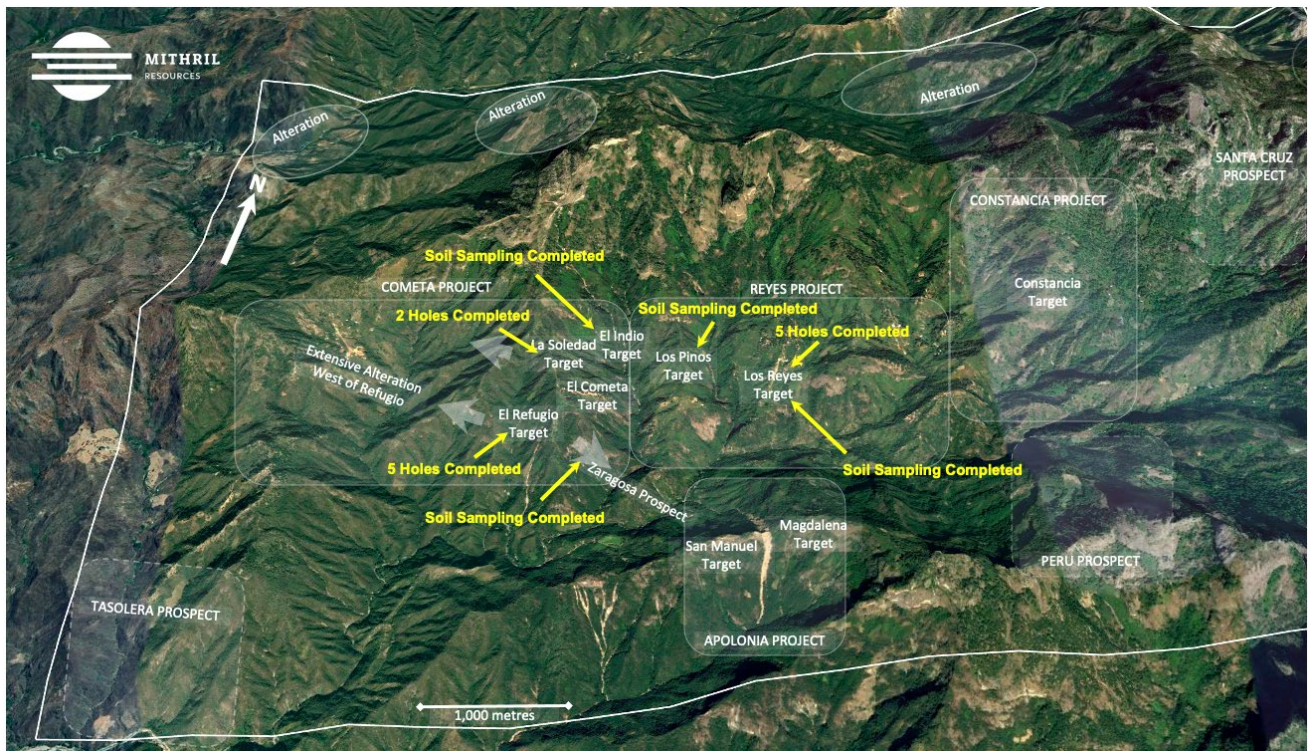 MITHRIL
RESOURCES
Alteration
Alteration
Alteration
N
SANTA CRUZ
PROSPECT
CONSTANCIA PROJECT
Constancia
Target
Soil Sampling Completed
COMETA PROJECT
2 Holes Completed
El Indio
Target
La Soledad
Target
El Cometa
Target
Extensive Alteration
West of Refugio
El Refugio
Target
5 Holes Completed
Soil Sampling Completed
Zaragosa Prospect
REYES PROJECT
Soil Sampling Completed
5 Holes Completed
Los Pinos
Target
Los Reyes
Target
Soil Sampling Completed
San Manuel
Target
Magdalena
Target
APOLONIA PROJECT
PERU PROSPECT
TASOLERA PROSPECT
1,000 metres